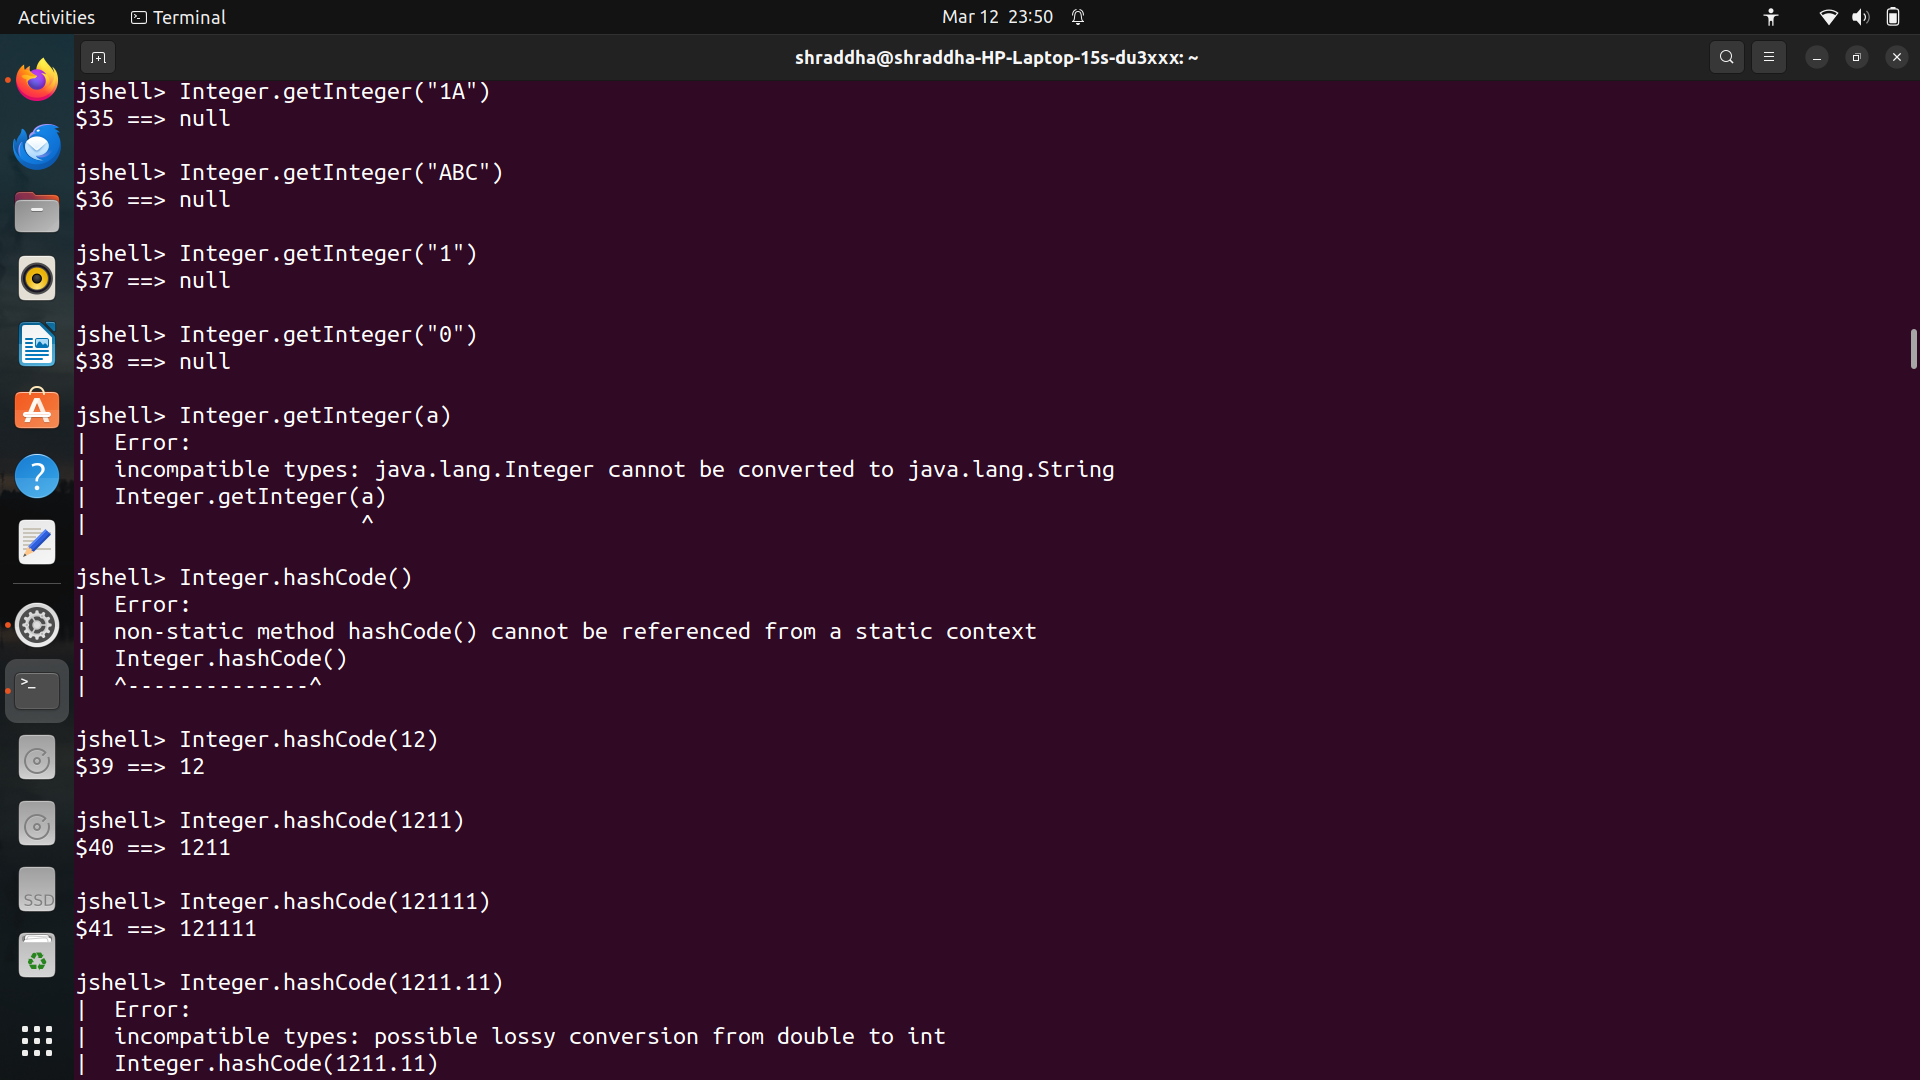 Activities
Terminal
Mar 12 23:50
shraddha@shraddha-HP-Laptop-15s-du3xxx: ~
jshell> Integer.getInteger("1A")
$35 ==> null
jshell> Integer.getInteger("ABC")
$36 ==> null
jshell> Integer.getInteger("1")
$37 ==> null
jshell> Integer.getInteger("0")
$38 ==> null
jshell> Integer.getInteger(a)
|  Error:
|  incompatible types: java.lang.Integer cannot be converted to java.lang.String
|  Integer.getInteger(a)
|                     ^
jshell> Integer.hashCode()
|  Error:
|  non-static method hashCode() cannot be referenced from a static context
|  Integer.hashCode()
|  ^--------------^
jshell> Integer.hashCode(12)
$39 ==> 12
jshell> Integer.hashCode(1211)
$40 ==> 1211
jshell> Integer.hashCode(121111)
$41 ==> 121111
jshell> Integer.hashCode(1211.11)
|  Error:
|  incompatible types: possible lossy conversion from double to int
|  Integer.hashCode(1211.11)
SSD